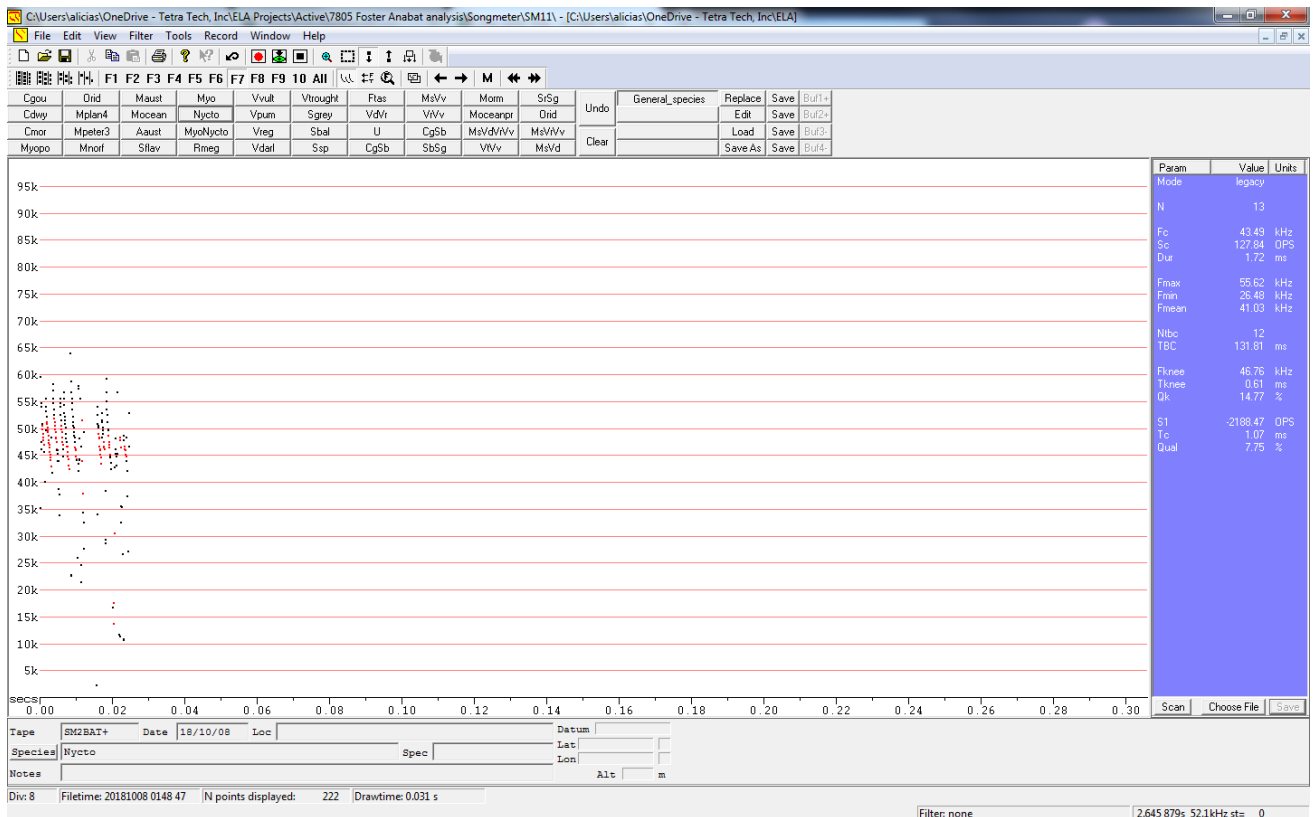 C:\Users\alicias\OneDrive - Tetra Tech, Inc\ELA Projects\Active\7805 Foster Anabat analysis\Songmeter\SM11\ - [C:\Users\alicias\OneDrive - Tetra Tech, Inc\ELA]
File Edit View Filter Tools Record Window Help
F1 F2 F3 F4 F5 F6 F7 F8 F9 10 All M
Cgou Orid Maust Myo Vvult Vtrought Ftas MsVv Morm SrSg Undo General_species Replace Save Buf1+
Cdwy Mplan4 Mocean Nycto Vpum Sgrey VdVr VrVv Moceanpr Orid Edit Save Buf2+
Cmor Mpeter3 Aaust MyoNycto Vreg Sbal U CgSb MsVdVrVv MsVrVv Clear Load Save Buf3-
Myopo Mnorf Sflav Rmeg Vdarl Ssp CgSb SbSg VtVv MsVd Save As Save Buf4-
Param Value Units
Mode legacy
N 13
Fc 43.49 kHz
Sc 127.84 OPS
Dur 1.72 ms
Fmax 55.62 kHz
Fmin 26.48 kHz
Fmean 41.03 kHz
Ntbc 12
TBC 131.81 ms
Fknee 46.76 kHz
Tknee 0.61 ms
Qk 14.77 %
S1 -2188.47 OPS
Tc 1.07 ms
Qual 7.75 %
95k
90k
85k
80k
75k
70k
65k
60k
55k
50k
45k
40k
35k
30k
25k
20k
15k
10k
5k
secs
0.00 0.02 0.04 0.06 0.08 0.10 0.12 0.14 0.16 0.18 0.20 0.22 0.24 0.26 0.28 0.30
Scan Choose File Save
Tape SM2BAT+ Date 18/10/08 Loc Datum
Species Nycto Spec Lat
Lon
Notes Alt m
Div: 8 Filetime: 20181008 0148 47 N points displayed: 222 Drawtime: 0.031 s
Filter: none 2.645 879s 52.1kHz st= 0